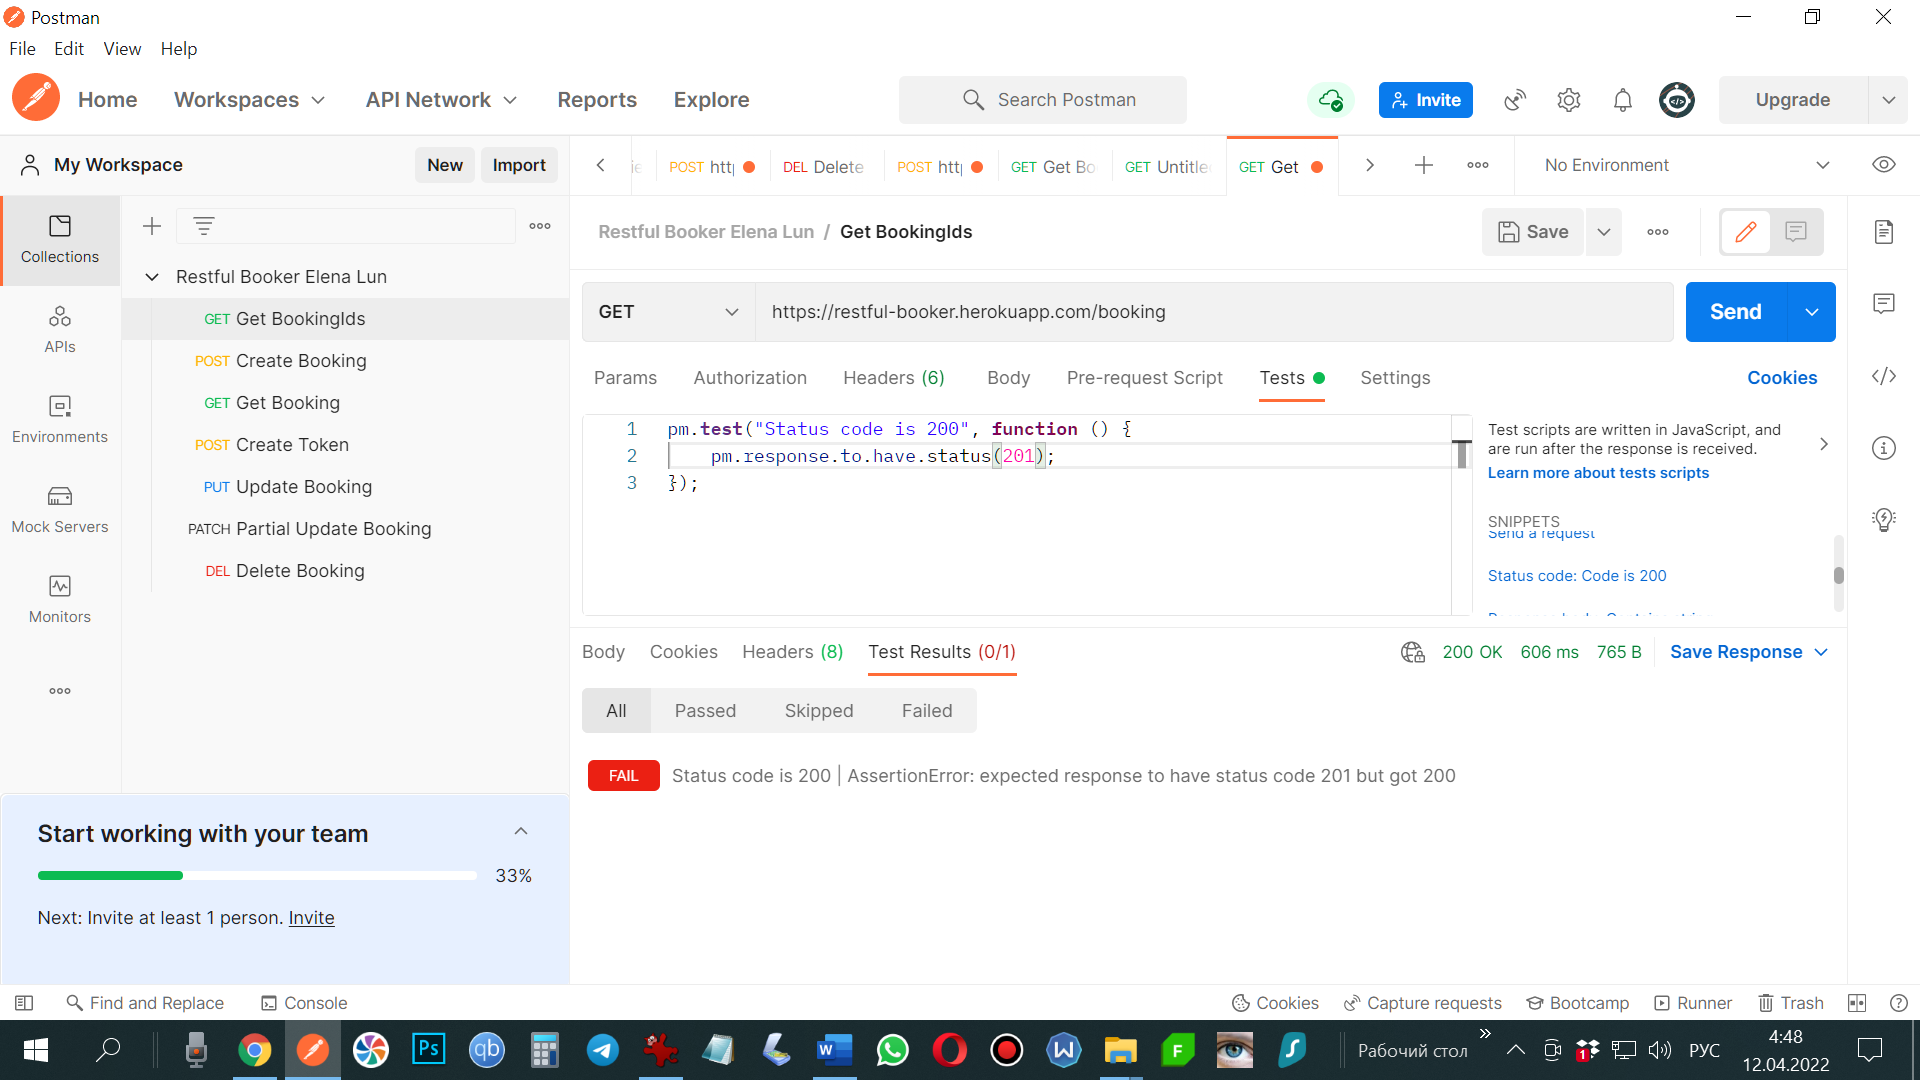 Postman
File Edit View Help
Home Workspaces API Network Reports Explore
Search Postman
Invite
Upgrade
My Workspace
New Import
POST DEL Delete POST GET Get Bo GET GET Get
No Environment
Collections
APIs
Environments
Mock Servers
Monitors
Restful Booker Elena Lun
GET Get BookingIds
POST Create Booking
GET Get Booking
POST Create Token
PUT Update Booking
PATCH Partial Update Booking
DEL Delete Booking
Start working with your team
33%
Next: Invite at least 1 person. Invite
Restful Booker Elena Lun / Get BookingIds
Save
GET https://restful-booker.herokuapp.com/booking
Send
Params Authorization Headers (6) Body Pre-request Script Tests Settings
Cookies
1 pm.test("Status code is 200", function () {
2 pm.response.to.have.status(201);
3 });
Test scripts are written in JavaScript, and
are run after the response is received.
Learn more about tests scripts
SNIPPETS
Send a request
Status code: Code is 200
Body Cookies Headers (8) Test Results (0/1)
200 OK 606 ms 765 B Save Response
All Passed Skipped Failed
FAIL Status code is 200 | AssertionError: expected response to have status code 201 but got 200
Find and Replace Console
Cookies Capture requests Bootcamp Runner Trash
Ps qb W F
1
Рабочий стол
РУС
4:48
12.04.2022